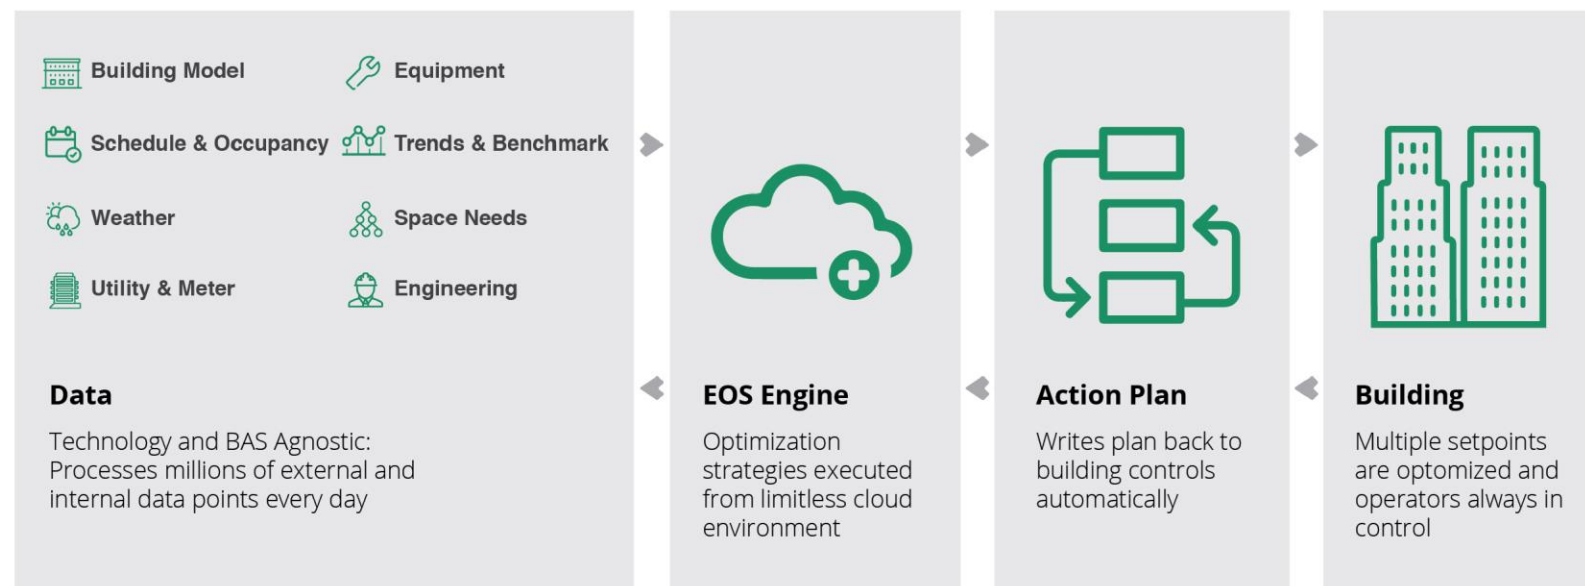 Building Model
Equipment
Schedule & Occupancy
Trends & Benchmark
Weather
Space Needs
Utility & Meter
Engineering
Data
Technology and BAS Agnostic:
Processes millions of external and
internal data points every day
EOS Engine
Optimization
strategies executed
from limitless cloud
environment
Action Plan
Writes plan back to
building controls
automatically
Building
Multiple setpoints
are optomized and
operators always in
control